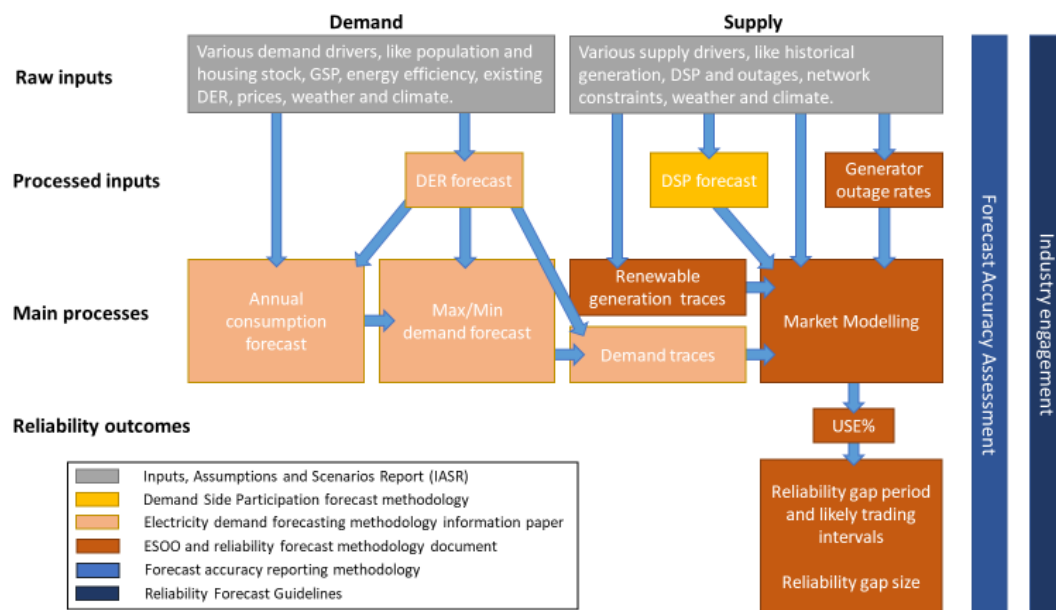 Demand
Supply
Raw inputs
Various demand drivers, like population and
housing stock, GSP, energy efficiency, existing
DER, prices, weather and climate.
Various supply drivers, like historical
generation, DSP and outages, network
constraints, weather and climate.
Processed inputs
DER forecast
DSP forecast
Generator
outage rates
Main processes
Annual
consumption
forecast
Max/Min
demand forecast
Renewable
generation traces
Demand traces
Market Modelling
Reliability outcomes
USE%
Reliability gap period
and likely trading
intervals
Reliability gap size
Inputs, Assumptions and Scenarios Report (IASR)
Demand Side Participation forecast methodology
Electricity demand forecasting methodology information paper
ESOO and reliability forecast methodology document
Forecast accuracy reporting methodology
Reliability Forecast Guidelines
Forecast Accuracy Assessment
Industry engagement